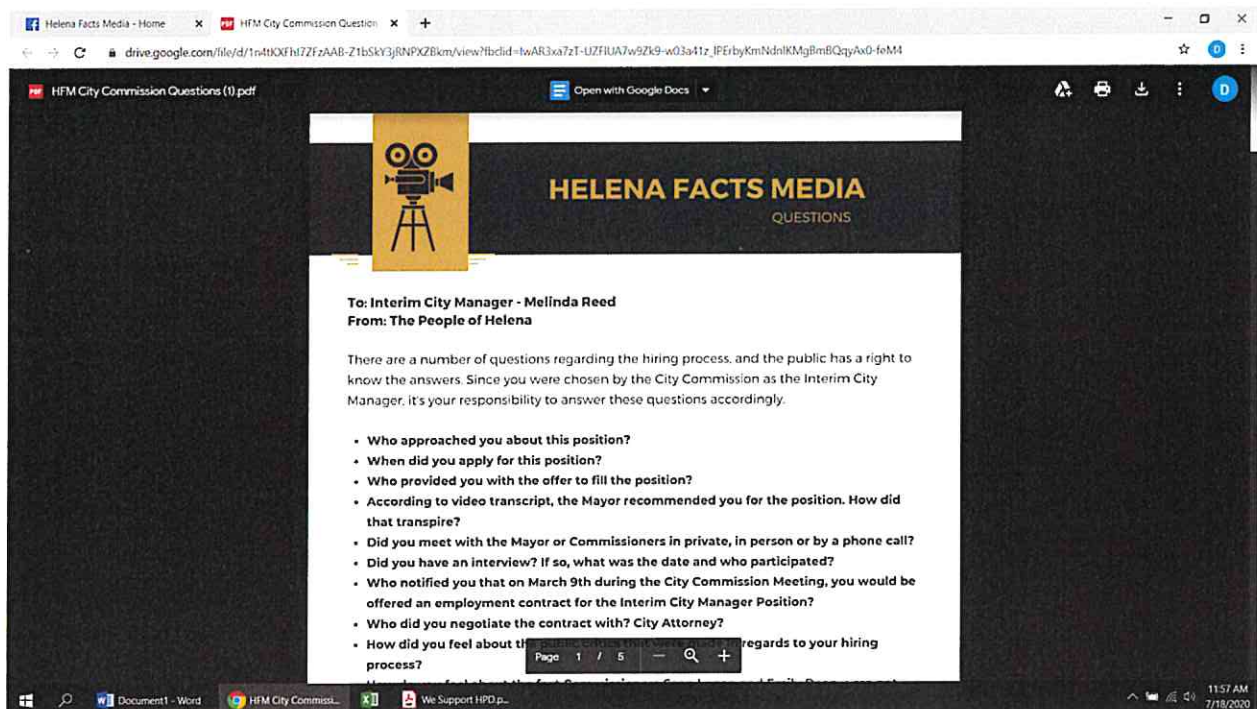 Helena Facts Media - Home
HFM City Commission Question
drive.google.com/file/d/
HFM City Commission Questions (1).pdf
Open with Google Docs
D
HELENA FACTS MEDIA
QUESTIONS
To: Interim City Manager - Melinda Reed
From: The People of Helena
There are a number of questions regarding the hiring process, and the public has a right to
know the answers. Since you were chosen by the City Commission as the Interim City
Manager, it's your responsibility to answer these questions accordingly.
• Who approached you about this position?
• When did you apply for this position?
• Who provided you with the offer to fill the position?
• According to video transcript, the Mayor recommended you for the position. How did
that transpire?
• Did you meet with the Mayor or Commissioners in private, in person or by a phone call?
• Did you have an interview? If so, what was the date and who participated?
• Who notified you that on March 9th during the City Commission Meeting, you would be
offered an employment contract for the Interim City Manager Position?
• Who did you negotiate the contract with? City Attorney?
• How did you feel about regards to your hiring
process?
Page 1 / 5
Document1 - Word
HFM City Commissi...
We Support HPD.p...
11:57 AM
7/18/2020